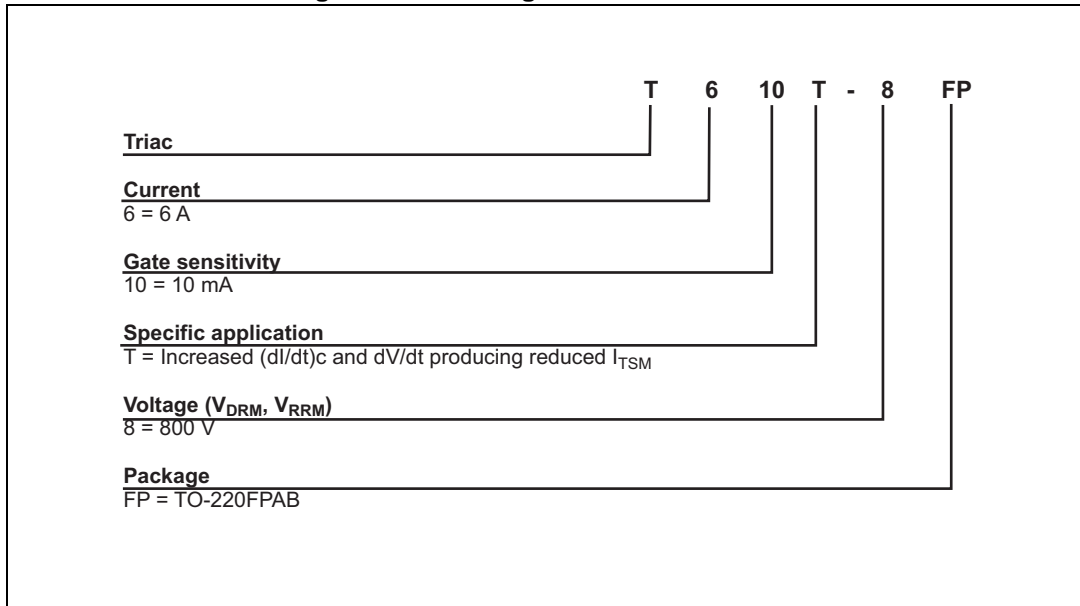 T 6 10 T - 8 FP
Triac
Current
6 = 6 A
Gate sensitivity
10 = 10 mA
Specific application
T = Increased (dI/dt)c and dV/dt producing reduced ITSM
Voltage (VDRM, VRRM)
8 = 800 V
Package
FP = TO-220FPAB